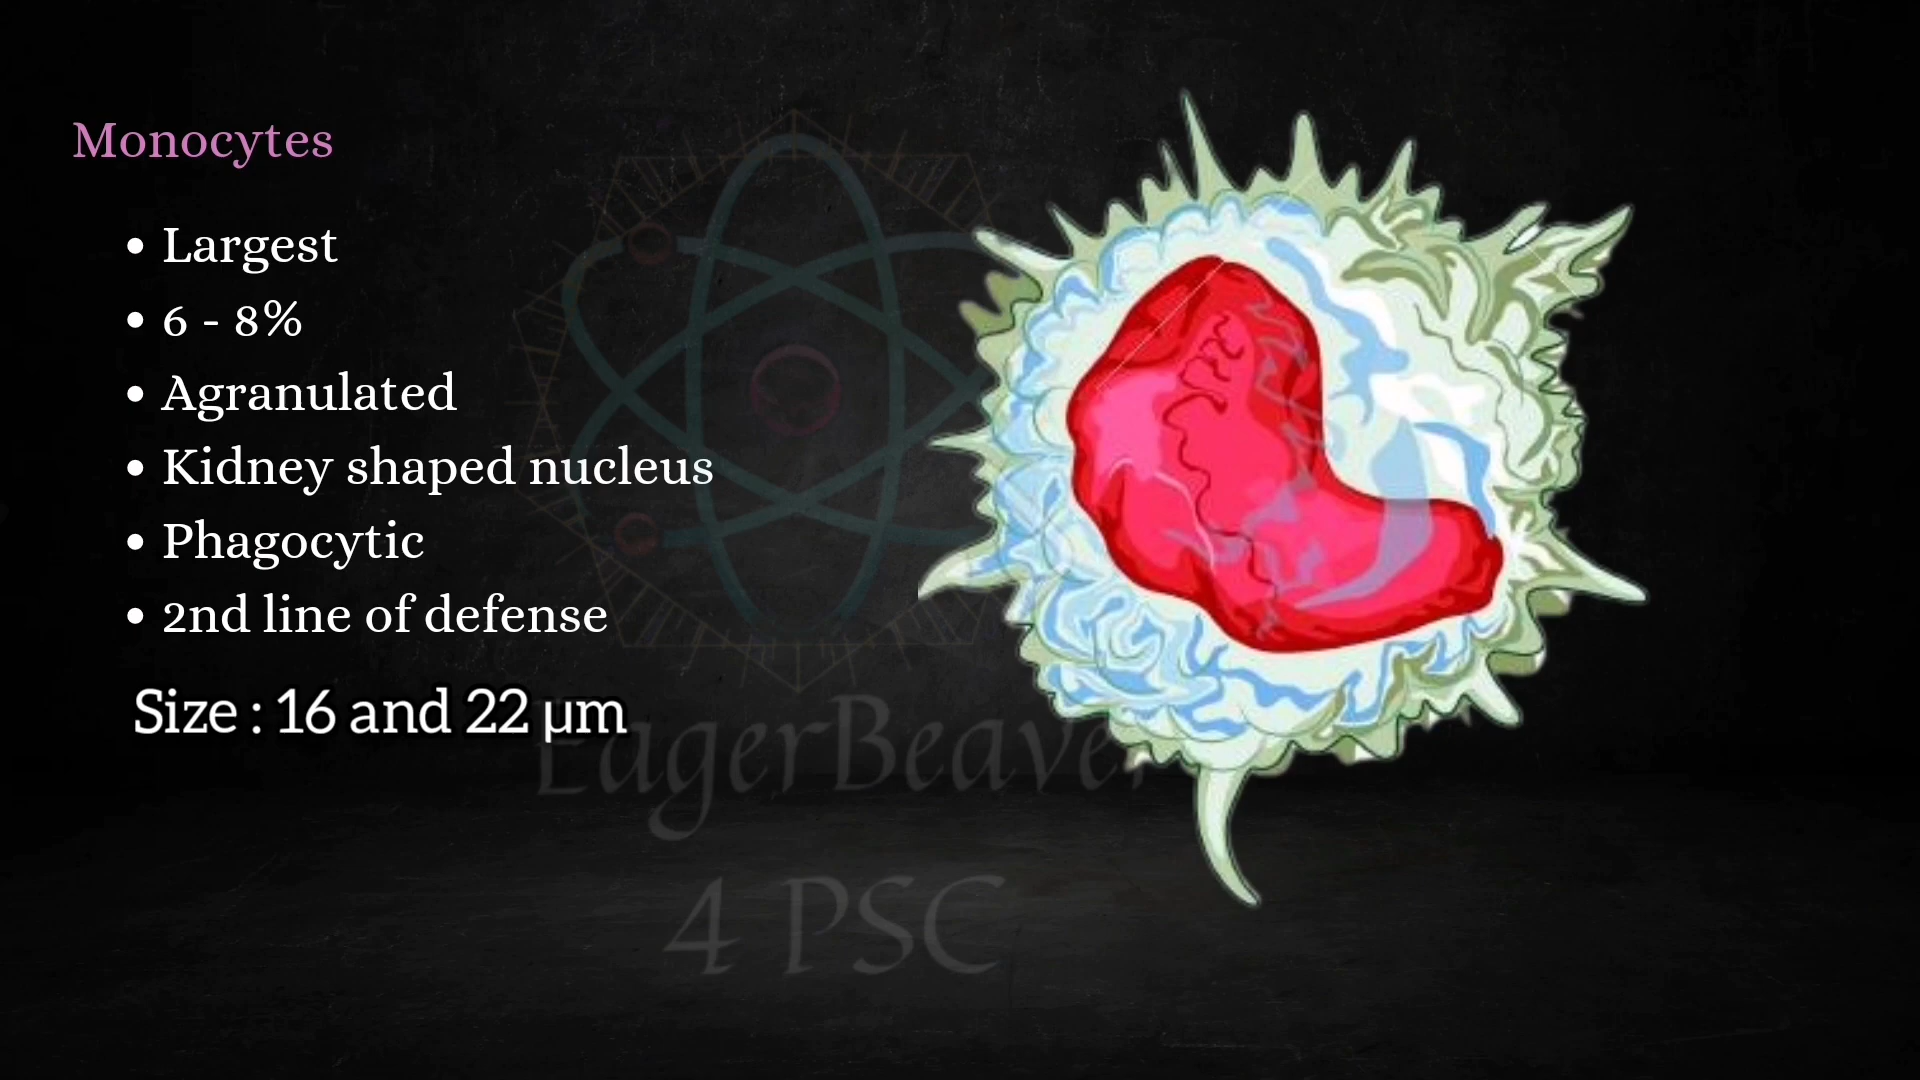 Monocytes
• Largest
• 6 - 8%
• Agranulated
• Kidney shaped nucleus
• Phagocytic
• 2nd line of defense
Size : 16 and 22 µm
EagerBeaver
4 PSC